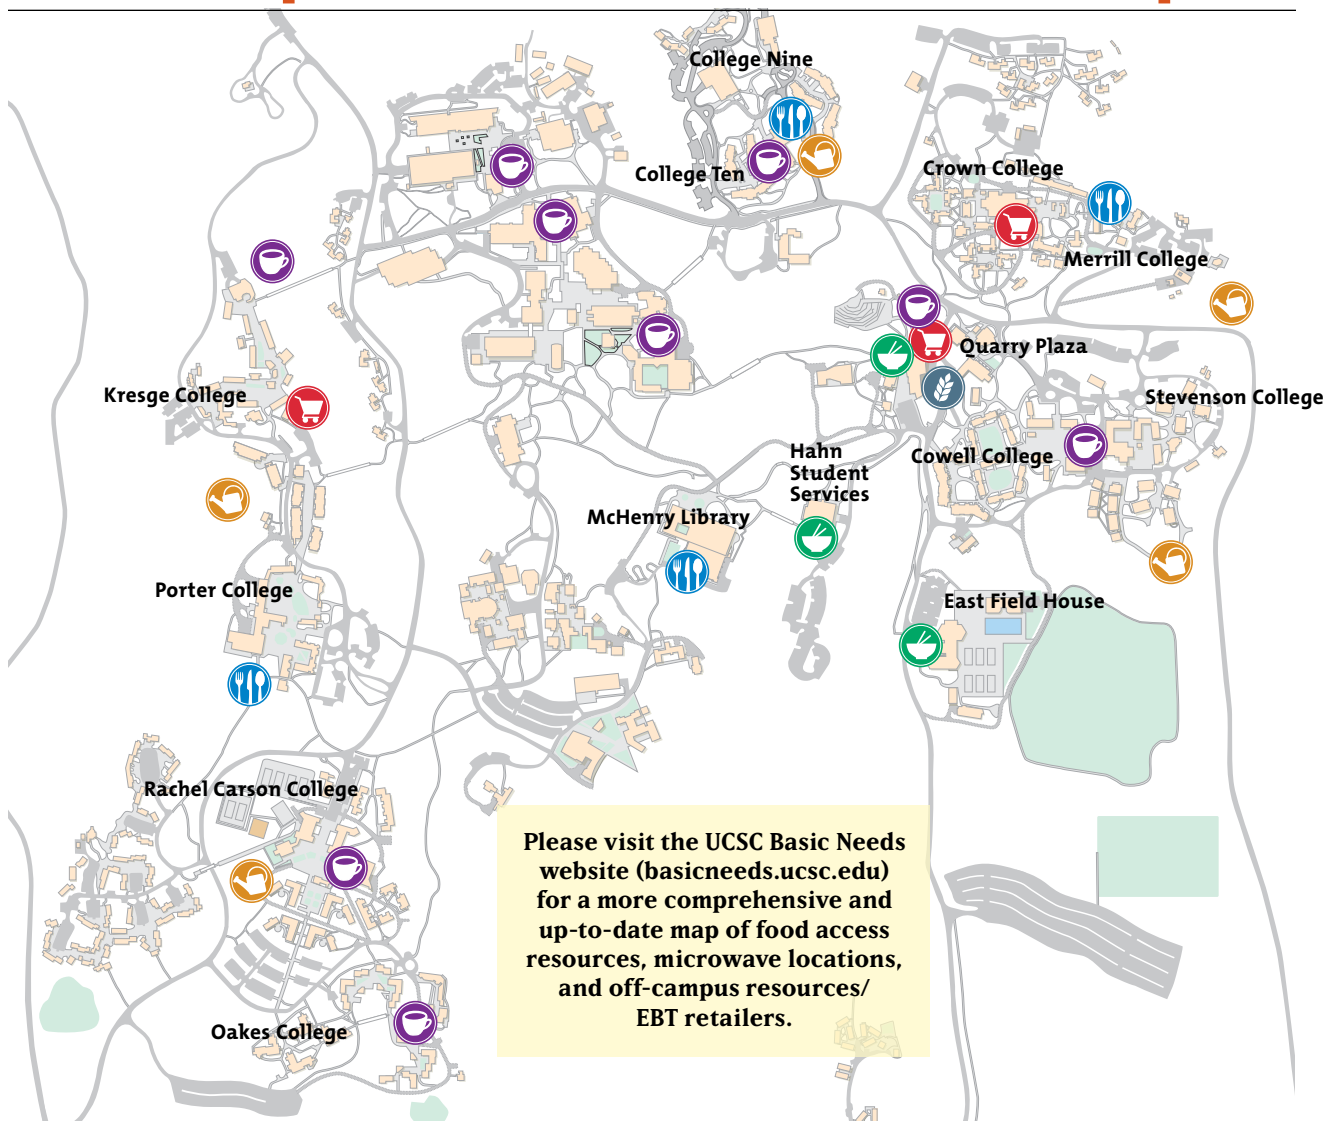 College Nine
College Ten
Crown College
Merrill College
Quarry Plaza
Kresge College
Stevenson College
Hahn
Student
Services
Cowell College
McHenry Library
Porter College
East Field House
Rachel Carson College
Please visit the UCSC Basic Needs
website (basicneeds.ucsc.edu)
for a more comprehensive and
up-to-date map of food access
resources, microwave locations,
and off-campus resources/
EBT retailers.
Oakes College